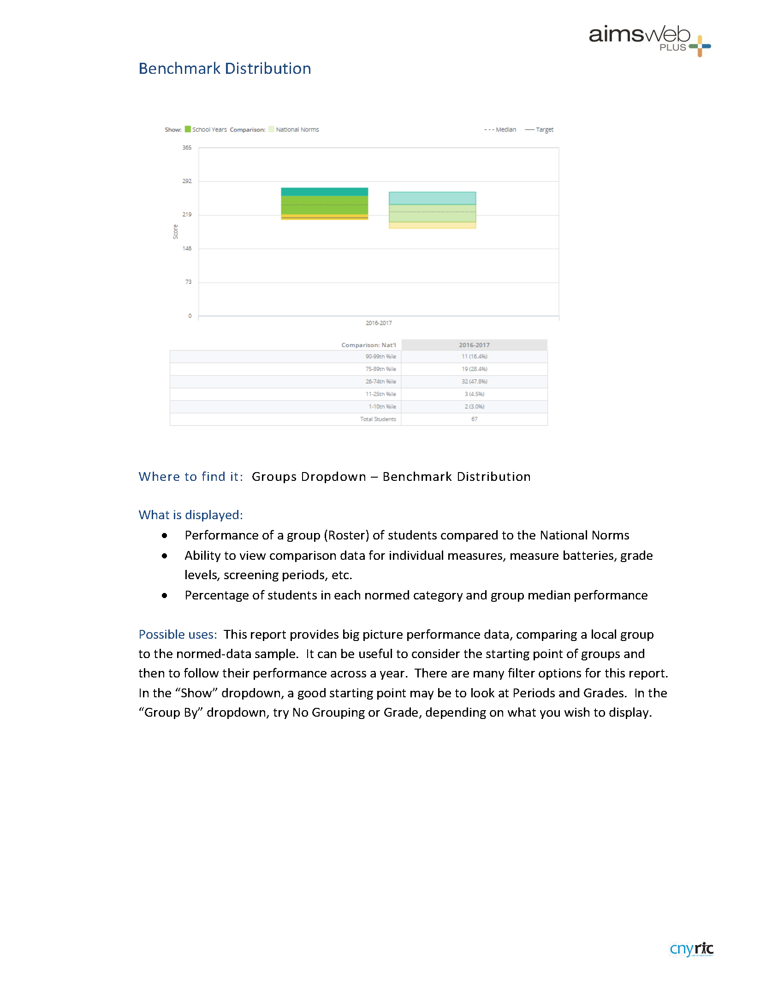 aimsweb
PLUS
Benchmark Distribution
Show: School Years Comparison: National Norms --- Median — Target
365
292
219
Score
146
73
0
2016-2017
Comparison: Nat'l 2016-2017
90-99th %ile 11 (16.4%)
75-89th %ile 19 (28.4%)
26-74th %ile 32 (47.8%)
11-25th %ile 3 (4.5%)
1-10th %ile 2 (3.0%)
Total Students 67
Where to find it: Groups Dropdown – Benchmark Distribution
What is displayed:
• Performance of a group (Roster) of students compared to the National Norms
• Ability to view comparison data for individual measures, measure batteries, grade
levels, screening periods, etc.
• Percentage of students in each normed category and group median performance
Possible uses: This report provides big picture performance data, comparing a local group
to the normed-data sample. It can be useful to consider the starting point of groups and
then to follow their performance across a year. There are many filter options for this report.
In the “Show” dropdown, a good starting point may be to look at Periods and Grades. In the
“Group By” dropdown, try No Grouping or Grade, depending on what you wish to display.
cnyric